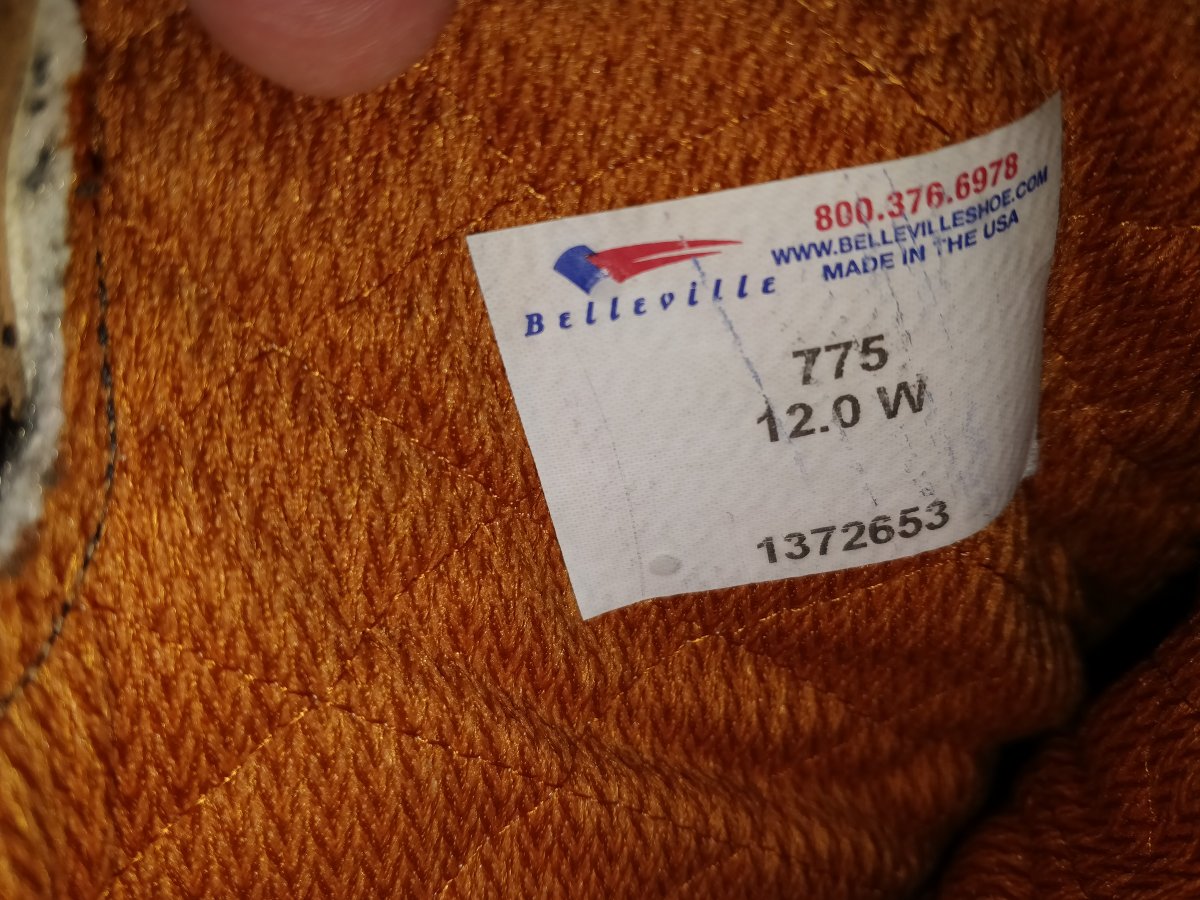 800.376.6978
WWW.BELLEVILLESHOE.COM
MADE IN THE USA
Belleville
775
12.0 W
1372653